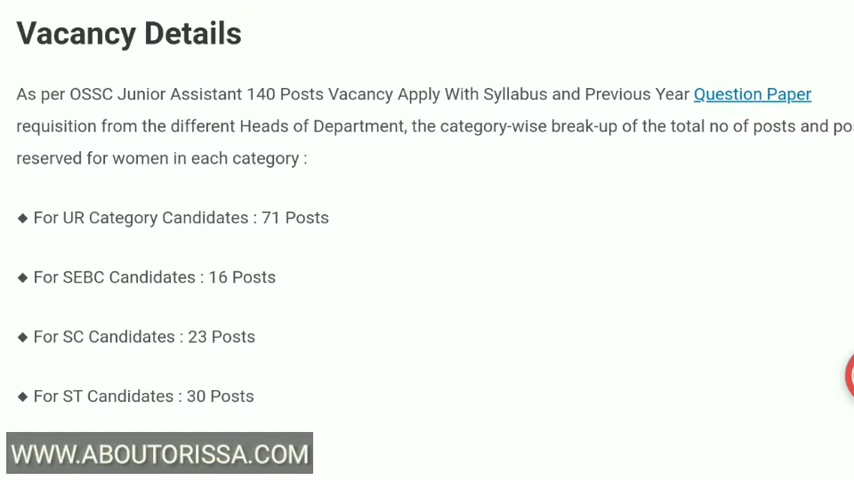 Vacancy Details
As per OSSC Junior Assistant 140 Posts Vacancy Apply With Syllabus and Previous Year Question Paper
requisition from the different Heads of Department, the category-wise break-up of the total no of posts and po
reserved for women in each category :
◆ For UR Category Candidates : 71 Posts
◆ For SEBC Candidates : 16 Posts
◆ For SC Candidates : 23 Posts
◆ For ST Candidates : 30 Posts
WWW.ABOUTORISSA.COM